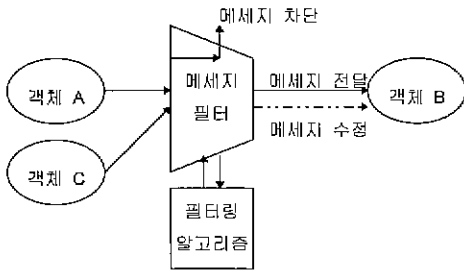 메세지 차단
객체 A
메세지
필터
메세지 전달
객체 B
메세지 수정
객체 C
필터링
알고리즘